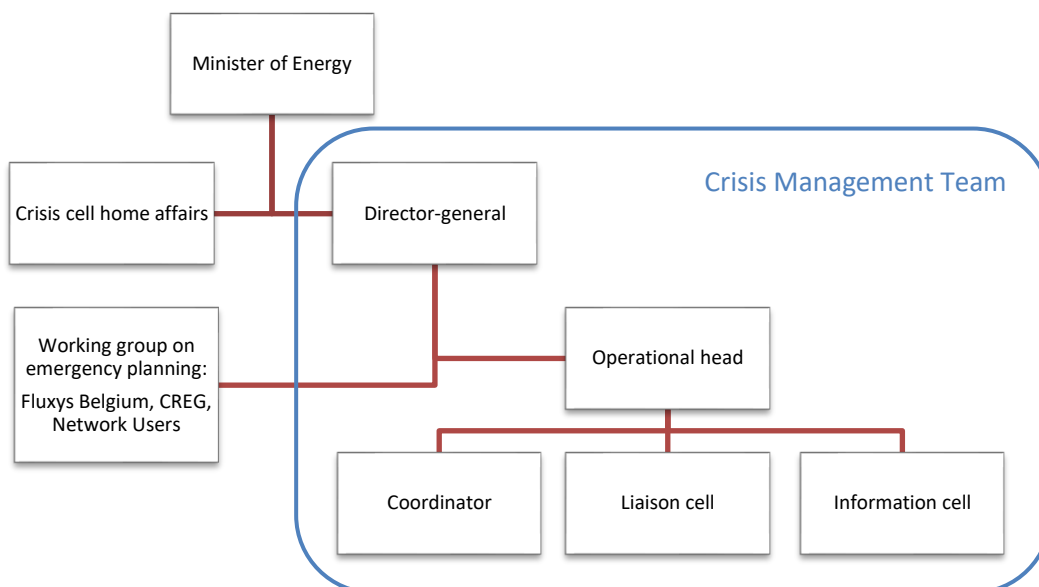 Minister of Energy
Crisis Management Team
Crisis cell home affairs
Director-general
Working group on
emergency planning:
Fluxys Belgium, CREG,
Network Users
Operational head
Coordinator
Liaison cell
Information cell